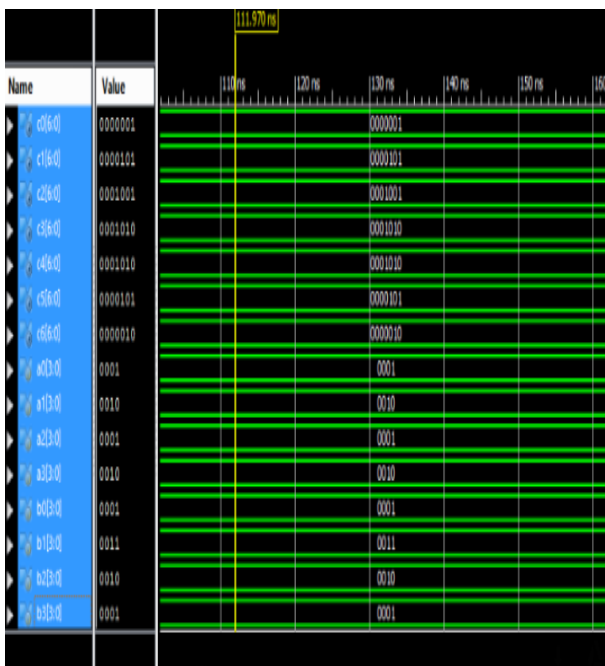 111.970 ns
Name Value 110 ns 120 ns 130 ns 140 ns 150 ns 160
c0[6:0] 0000001 0000001
c1[6:0] 0000101 0000101
c2[6:0] 0001001 0001001
c3[6:0] 0001010 0001010
c4[6:0] 0001010 0001010
c5[6:0] 0000101 0000101
c6[6:0] 0000010 0000010
a0[3:0] 0001 0001
a1[3:0] 0010 0010
a2[3:0] 0001 0001
a3[3:0] 0010 0010
b0[3:0] 0001 0001
b1[3:0] 0011 0011
b2[3:0] 0010 0010
b3[3:0] 0001 0001